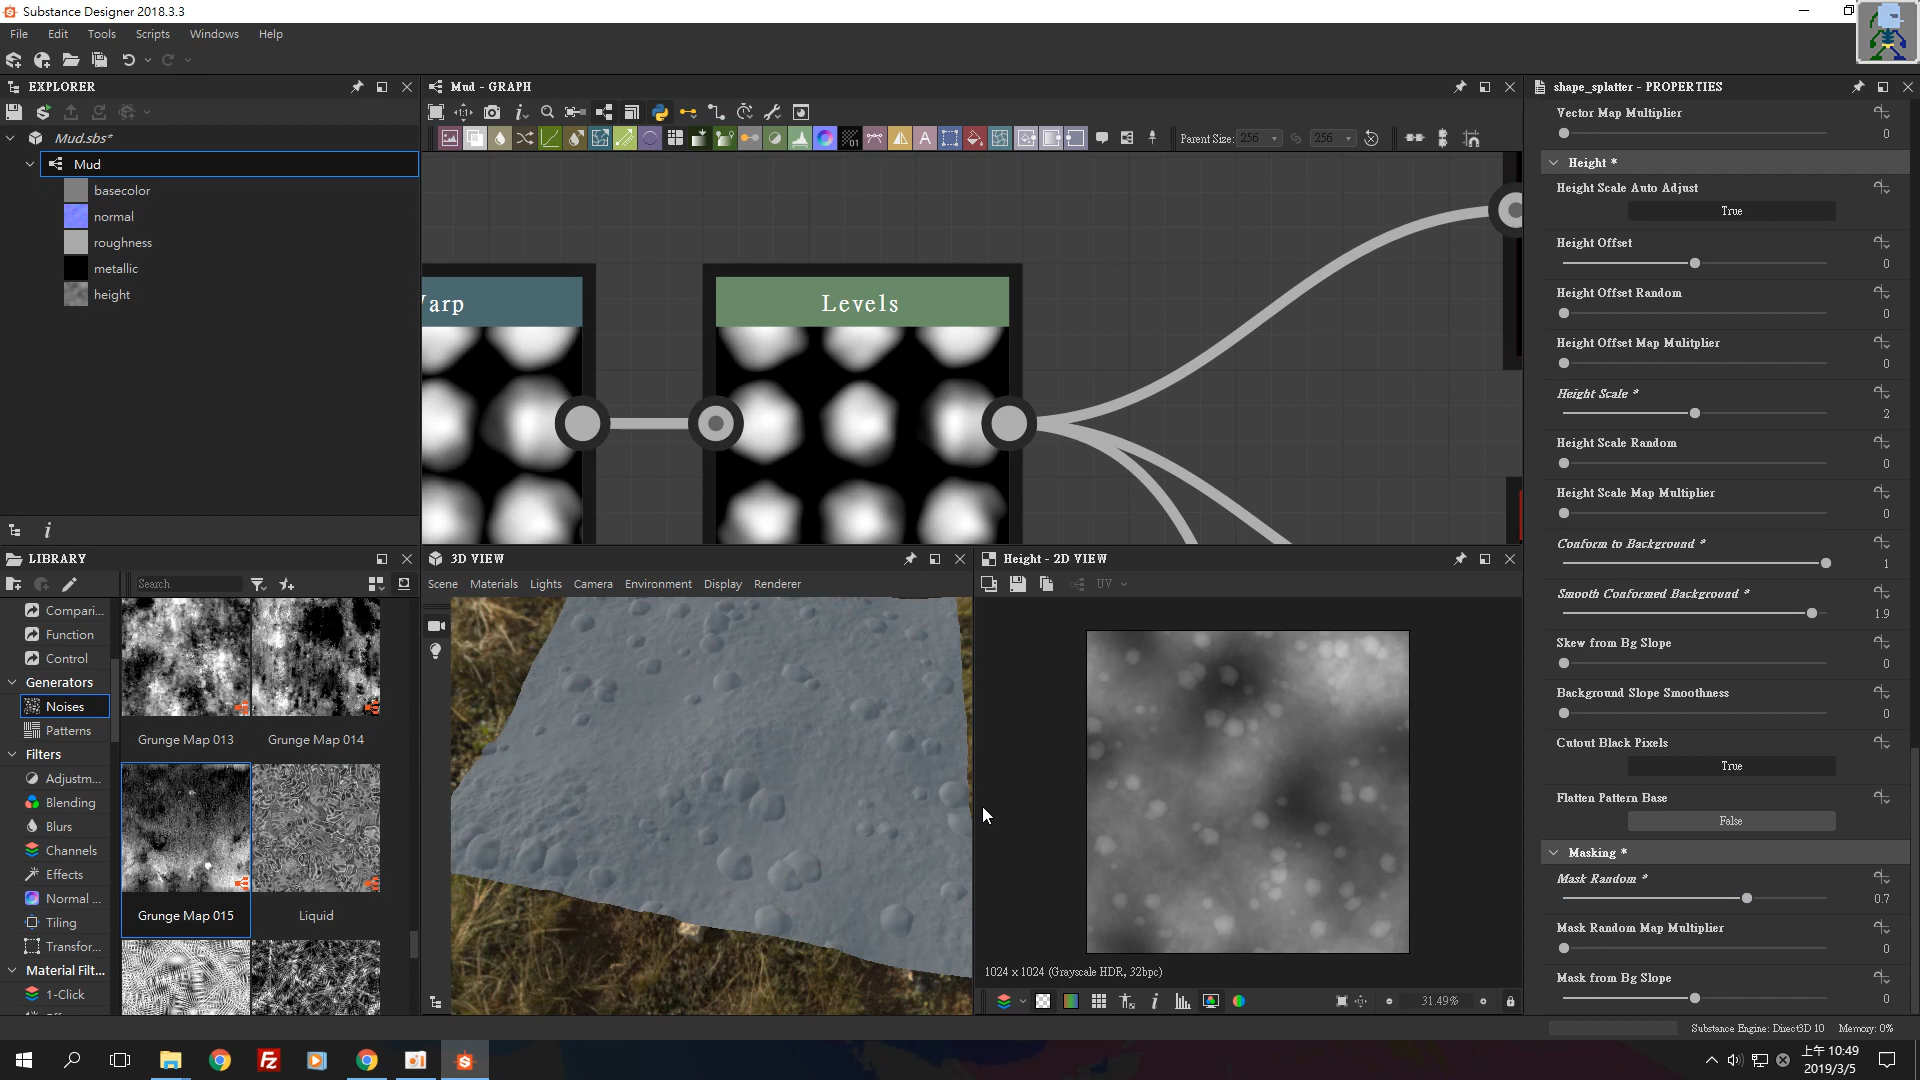 Substance Designer 2018.3.3
File Edit Tools Scripts Windows Help
EXPLORER
Mud.sbs*
Mud
basecolor
normal
roughness
metallic
height
LIBRARY
Search
Compari...
Function
Control
Generators
Noises
Patterns
Filters
Adjustm...
Blending
Blurs
Channels
Effects
Normal ...
Tiling
Transfor...
Material Filt...
1-Click
Grunge Map 013
Grunge Map 014
Grunge Map 015
Liquid
Mud - GRAPH
Parent Size: 256 256
arp
Levels
3D VIEW
Scene Materials Lights Camera Environment Display Renderer
Height - 2D VIEW
UV
1024 x 1024 (Grayscale HDR, 32bpc)
31.49%
shape_splatter - PROPERTIES
Vector Map Multiplier
0
Height *
Height Scale Auto Adjust
True
Height Offset
0
Height Offset Random
0
Height Offset Map Mulitplier
0
Height Scale *
2
Height Scale Random
0
Height Scale Map Multiplier
0
Conform to Background *
1
Smooth Conformed Background *
1.9
Skew from Bg Slope
0
Background Slope Smoothness
0
Cutout Black Pixels
True
Flatten Pattern Base
False
Masking *
Mask Random *
0.7
Mask Random Map Multiplier
0
Mask from Bg Slope
0
Substance Engine: Direct3D 10 Memory: 0%
上午 10:49
2019/3/5